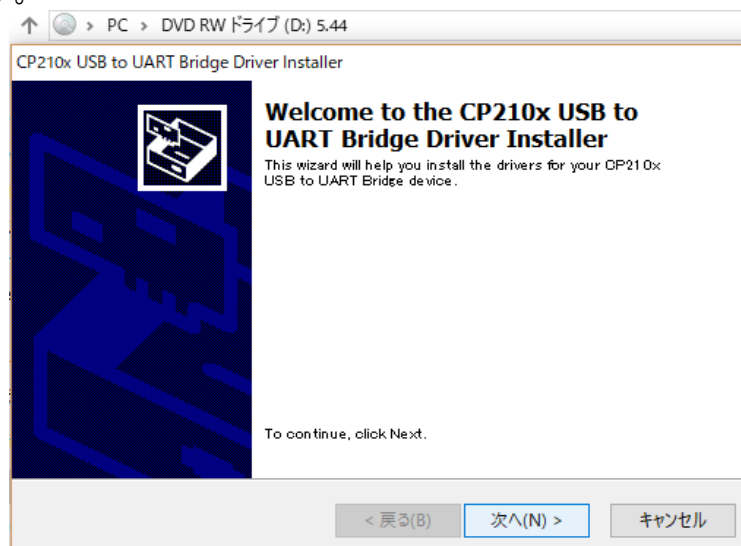 PC > DVD RW ドライブ (D:) 5.44
CP210x USB to UART Bridge Driver Installer
Welcome to the CP210x USB to
UART Bridge Driver Installer
This wizard will help you install the drivers for your CP210x
USB to UART Bridge device.
To continue, click Next.
< 戻る(B) 次へ(N) > キャンセル